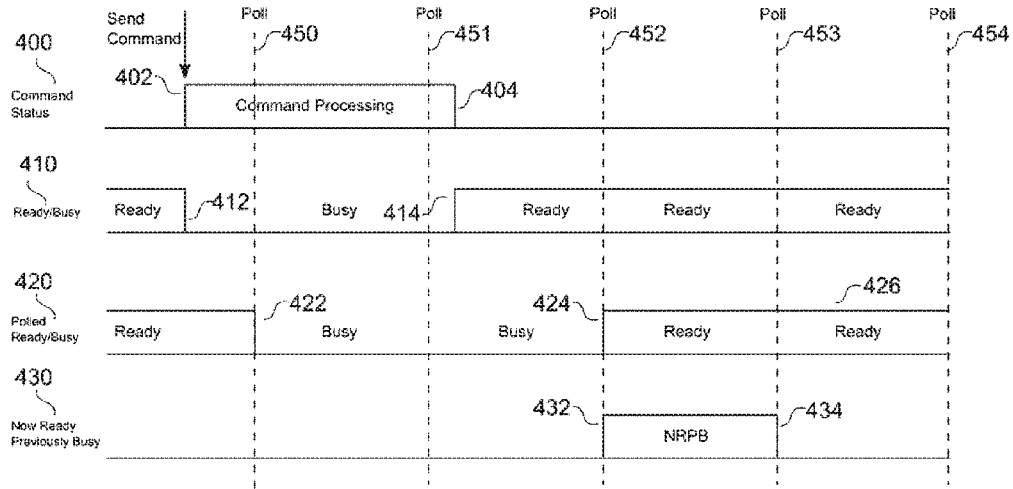 Send
Command
Poll
Poll
Poll
Poll
Poll
450
451
452
453
454
400
Command
Status
402
Command Processing
404
410
Ready/Busy
Ready
412
Busy
414
Ready
Ready
Ready
420
Polled
Ready/Busy
Ready
422
Busy
Busy
424
Ready
426
Ready
430
Now Ready
Previously Busy
432
NRPB
434